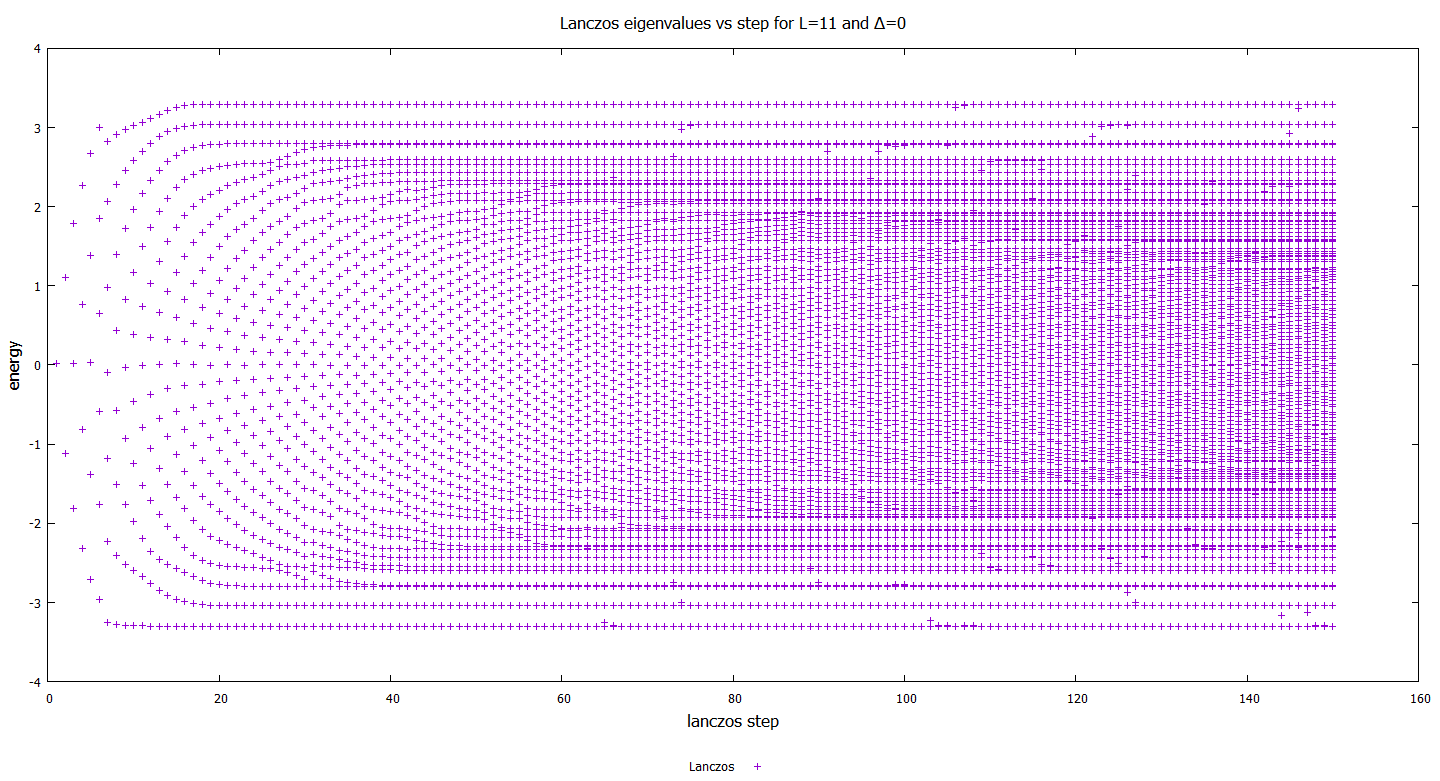 Lanczos eigenvalues vs step for L=11 and Δ=0
4
3
2
1
0
-1
-2
-3
-4
energy
0 20 40 60 80 100 120 140 160
lanczos step
Lanczos +